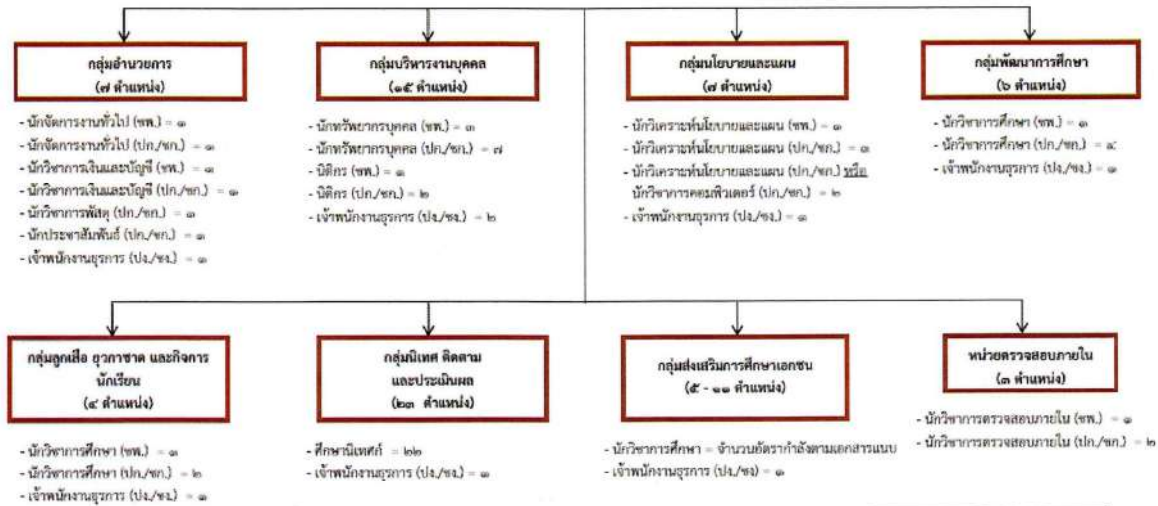 กลุ่มอำนวยการ
(๗ ตำแหน่ง)
- นักจัดการงานทั่วไป (ชพ.) = ๑
- นักจัดการงานทั่วไป (ปก./ชก.) = ๑
- นักวิชาการเงินและบัญชี (ชพ.) = ๑
- นักวิชาการเงินและบัญชี (ปก./ชก.) = ๑
- นักวิชาการพัสดุ (ปก./ชก.) = ๑
- นักประชาสัมพันธ์ (ปก./ชก.) = ๑
- เจ้าพนักงานธุรการ (ปง./ชง.) = ๑
กลุ่มบริหารงานบุคคล
(๑๕ ตำแหน่ง)
- นักทรัพยากรบุคคล (ชพ.) = ๓
- นักทรัพยากรบุคคล (ปก./ชก.) = ๗
- นิติกร (ชพ.) = ๑
- นิติกร (ปก./ชก.) = ๒
- เจ้าพนักงานธุรการ (ปง./ชง.) = ๒
กลุ่มนโยบายและแผน
(๗ ตำแหน่ง)
- นักวิเคราะห์นโยบายและแผน (ชพ.) = ๑
- นักวิเคราะห์นโยบายและแผน (ปก./ชก.) = ๓
- นักวิเคราะห์นโยบายและแผน (ปก./ชก.) หรือ
นักวิชาการคอมพิวเตอร์ (ปก./ชก.) = ๒
- เจ้าพนักงานธุรการ (ปง./ชง.) = ๑
กลุ่มพัฒนาการศึกษา
(๖ ตำแหน่ง)
- นักวิชาการศึกษา (ชพ.) = ๑
- นักวิชาการศึกษา (ปก./ชก.) = ๔
- เจ้าพนักงานธุรการ (ปง./ชง.) = ๑
กลุ่มลูกเสือ ยุวกาชาด และกิจการ
นักเรียน
(๔ ตำแหน่ง)
- นักวิชาการศึกษา (ชพ.) = ๑
- นักวิชาการศึกษา (ปก./ชก.) = ๒
- เจ้าพนักงานธุรการ (ปง./ชง.) = ๑
กลุ่มนิเทศ ติดตาม
และประเมินผล
(๒๓ ตำแหน่ง)
- ศึกษานิเทศก์ = ๒๒
- เจ้าพนักงานธุรการ (ปง./ชง.) = ๑
กลุ่มส่งเสริมการศึกษาเอกชน
(๕ - ๑๑ ตำแหน่ง)
- นักวิชาการศึกษา = จำนวนอัตรากำลังตามเอกสารแนบ
- เจ้าพนักงานธุรการ (ปง./ชง) = ๑
หน่วยตรวจสอบภายใน
(๓ ตำแหน่ง)
- นักวิชาการตรวจสอบภายใน (ชพ.) = ๑
- นักวิชาการตรวจสอบภายใน (ปก./ชก.) = ๒